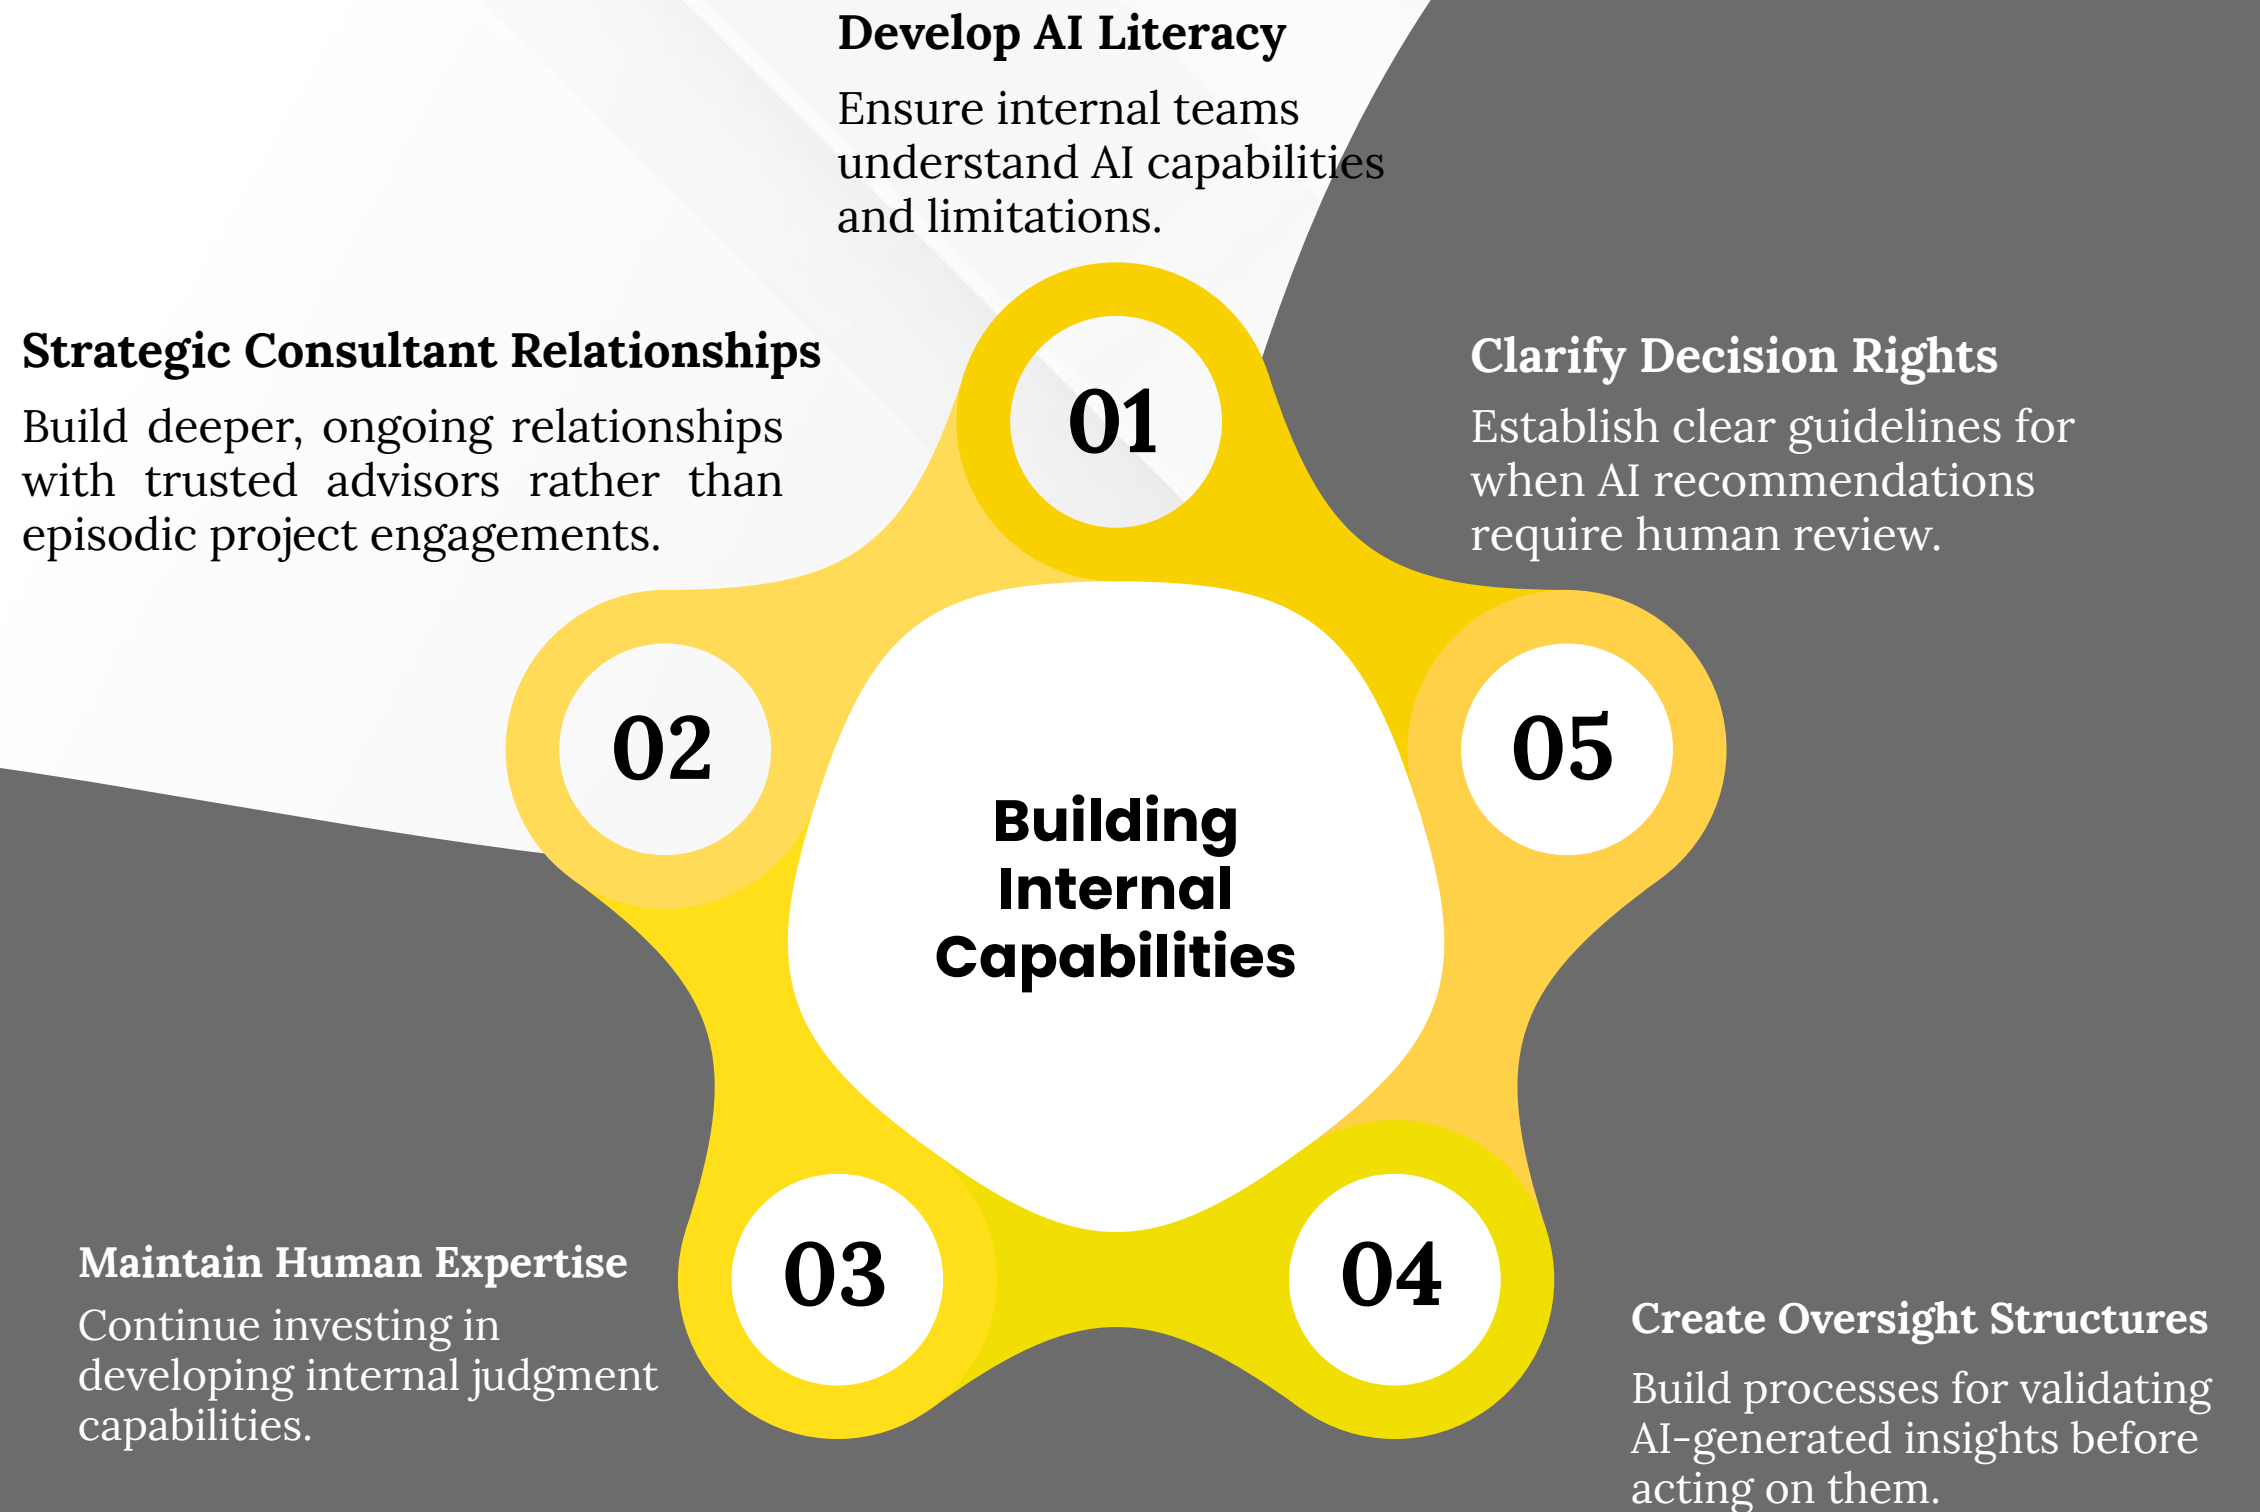 Develop AI Literacy
Ensure internal teams
understand AI capabilities
and limitations.
01
Strategic Consultant Relationships
Build deeper, ongoing relationships
with trusted advisors rather than
episodic project engagements.
02
Clarify Decision Rights
Establish clear guidelines for
when AI recommendations
require human review.
05
Building
Internal
Capabilities
Maintain Human Expertise
Continue investing in
developing internal judgment
capabilities.
03
04
Create Oversight Structures
Build processes for validating
AI-generated insights before
acting on them.